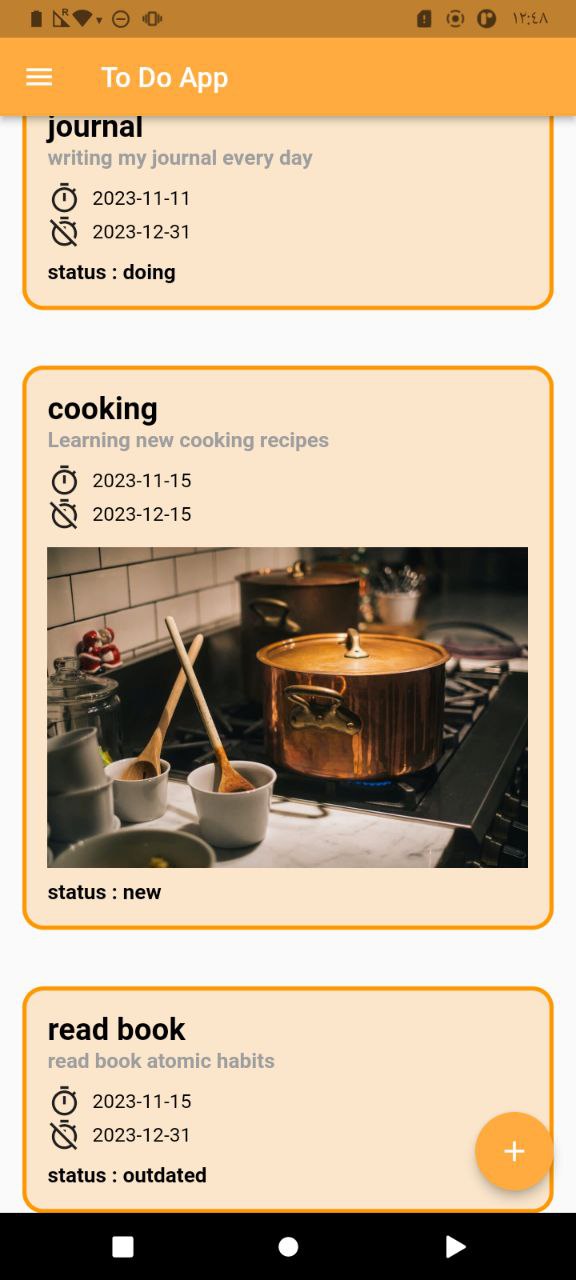 R
١٢:٤٨
To Do App
journal
writing my journal every day
2023-11-11
2023-12-31
status : doing
cooking
Learning new cooking recipes
2023-11-15
2023-12-15
status : new
read book
read book atomic habits
2023-11-15
2023-12-31
status : outdated